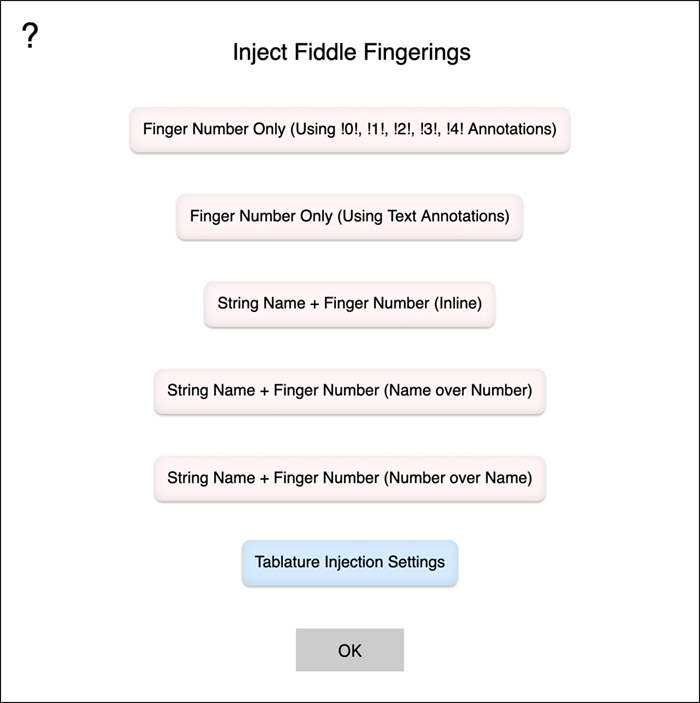 ?
Inject Fiddle Fingerings
Finger Number Only (Using !0!, !1!, !2!, !3!, !4! Annotations)
Finger Number Only (Using Text Annotations)
String Name + Finger Number (Inline)
String Name + Finger Number (Name over Number)
String Name + Finger Number (Number over Name)
Tablature Injection Settings
OK